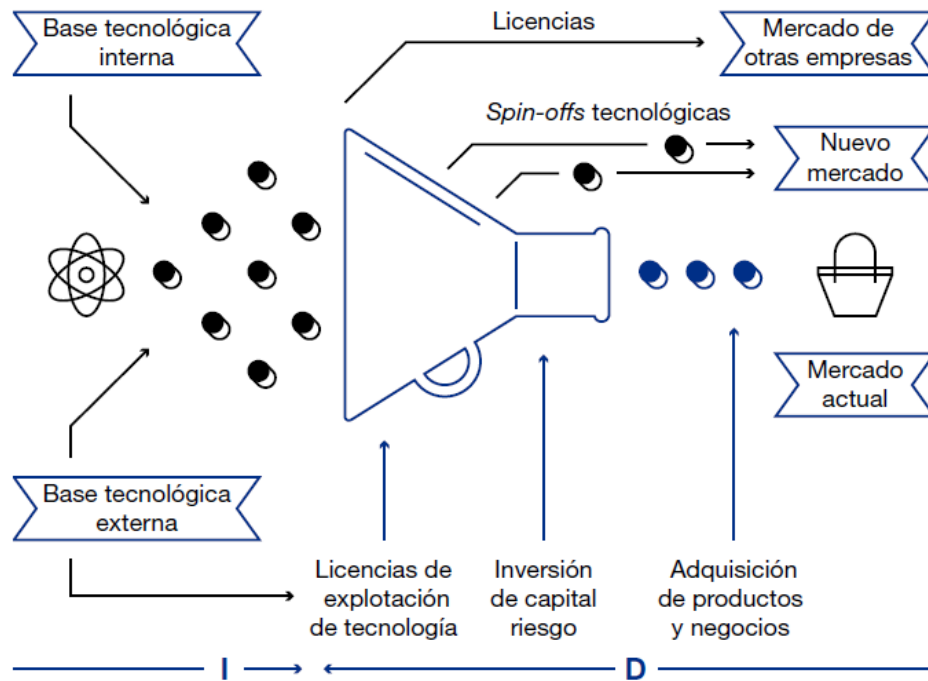 Base tecnológica
interna
Licencias
Mercado de
otras empresas
Spin-offs tecnológicas
Nuevo
mercado
Mercado
actual
Base tecnológica
externa
Licencias de
explotación
de tecnología
Inversión
de capital
riesgo
Adquisición
de productos
y negocios
I
D